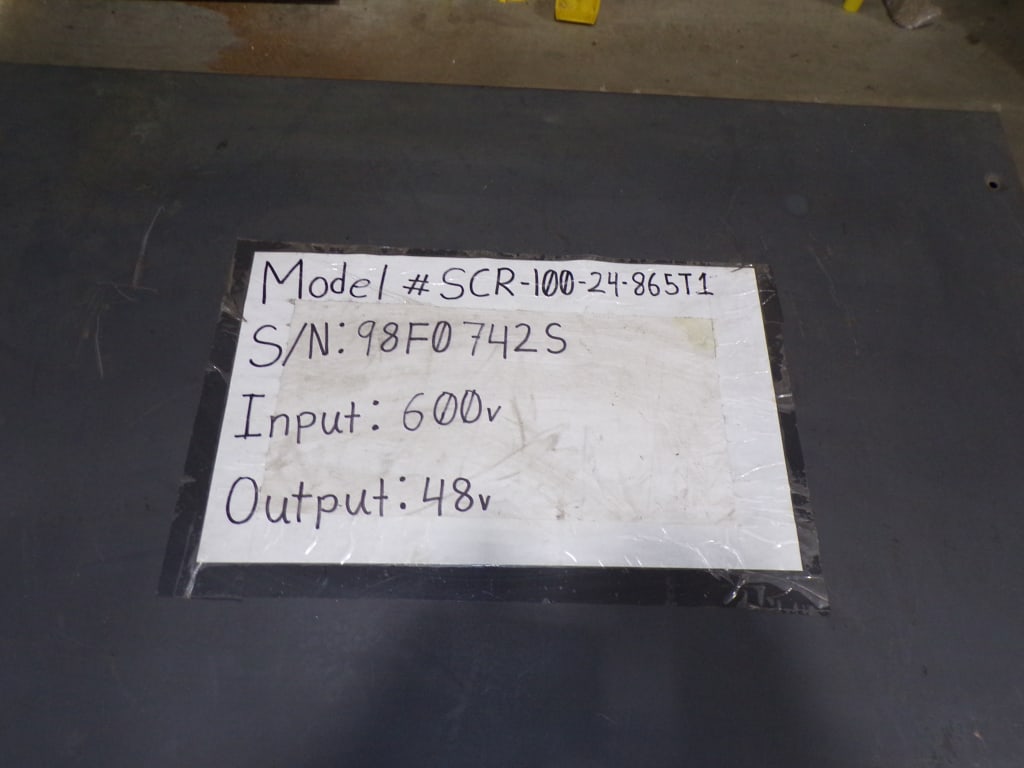 Model # SCR-100-24-865T1
S/N: 98F0742S
Input: 600v
Output: 48v